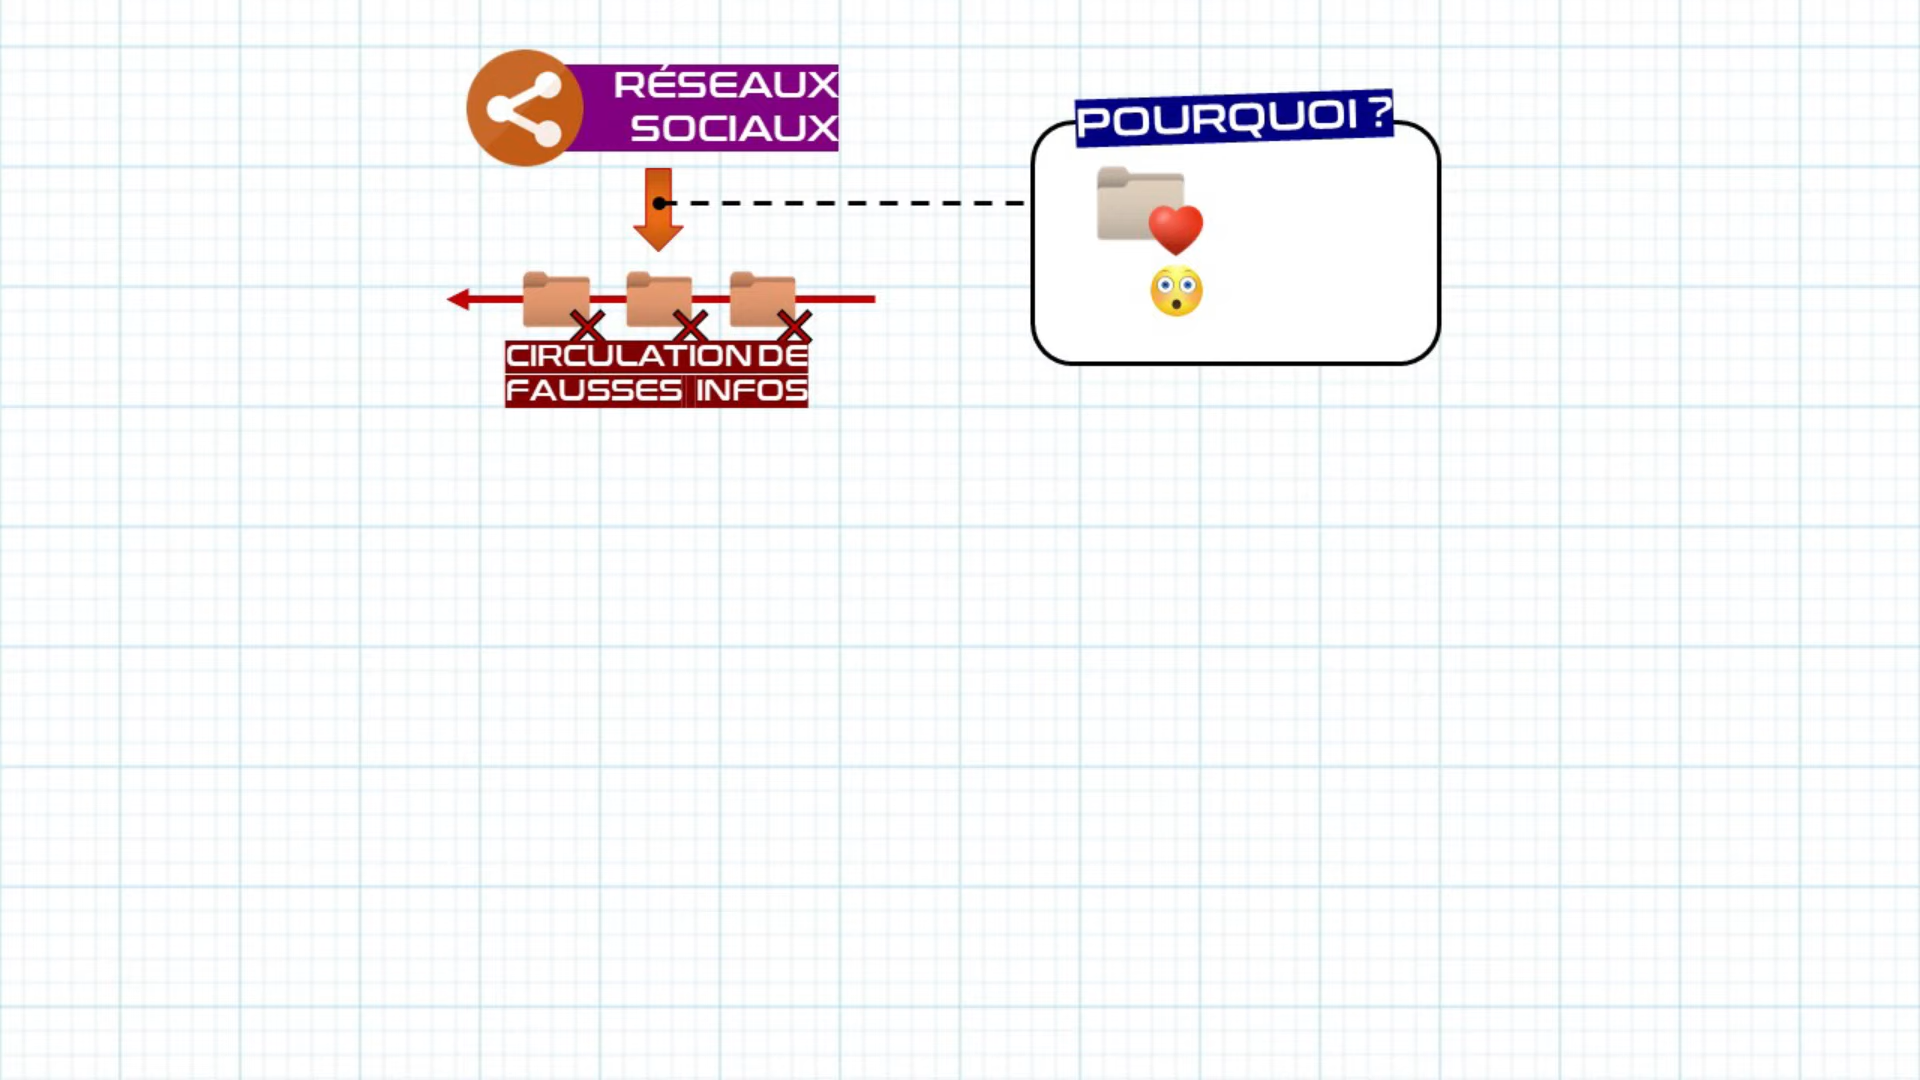 RÉSEAUX
SOCIAUX
POURQUOI ?
CIRCULATION DE
FAUSSES INFOS